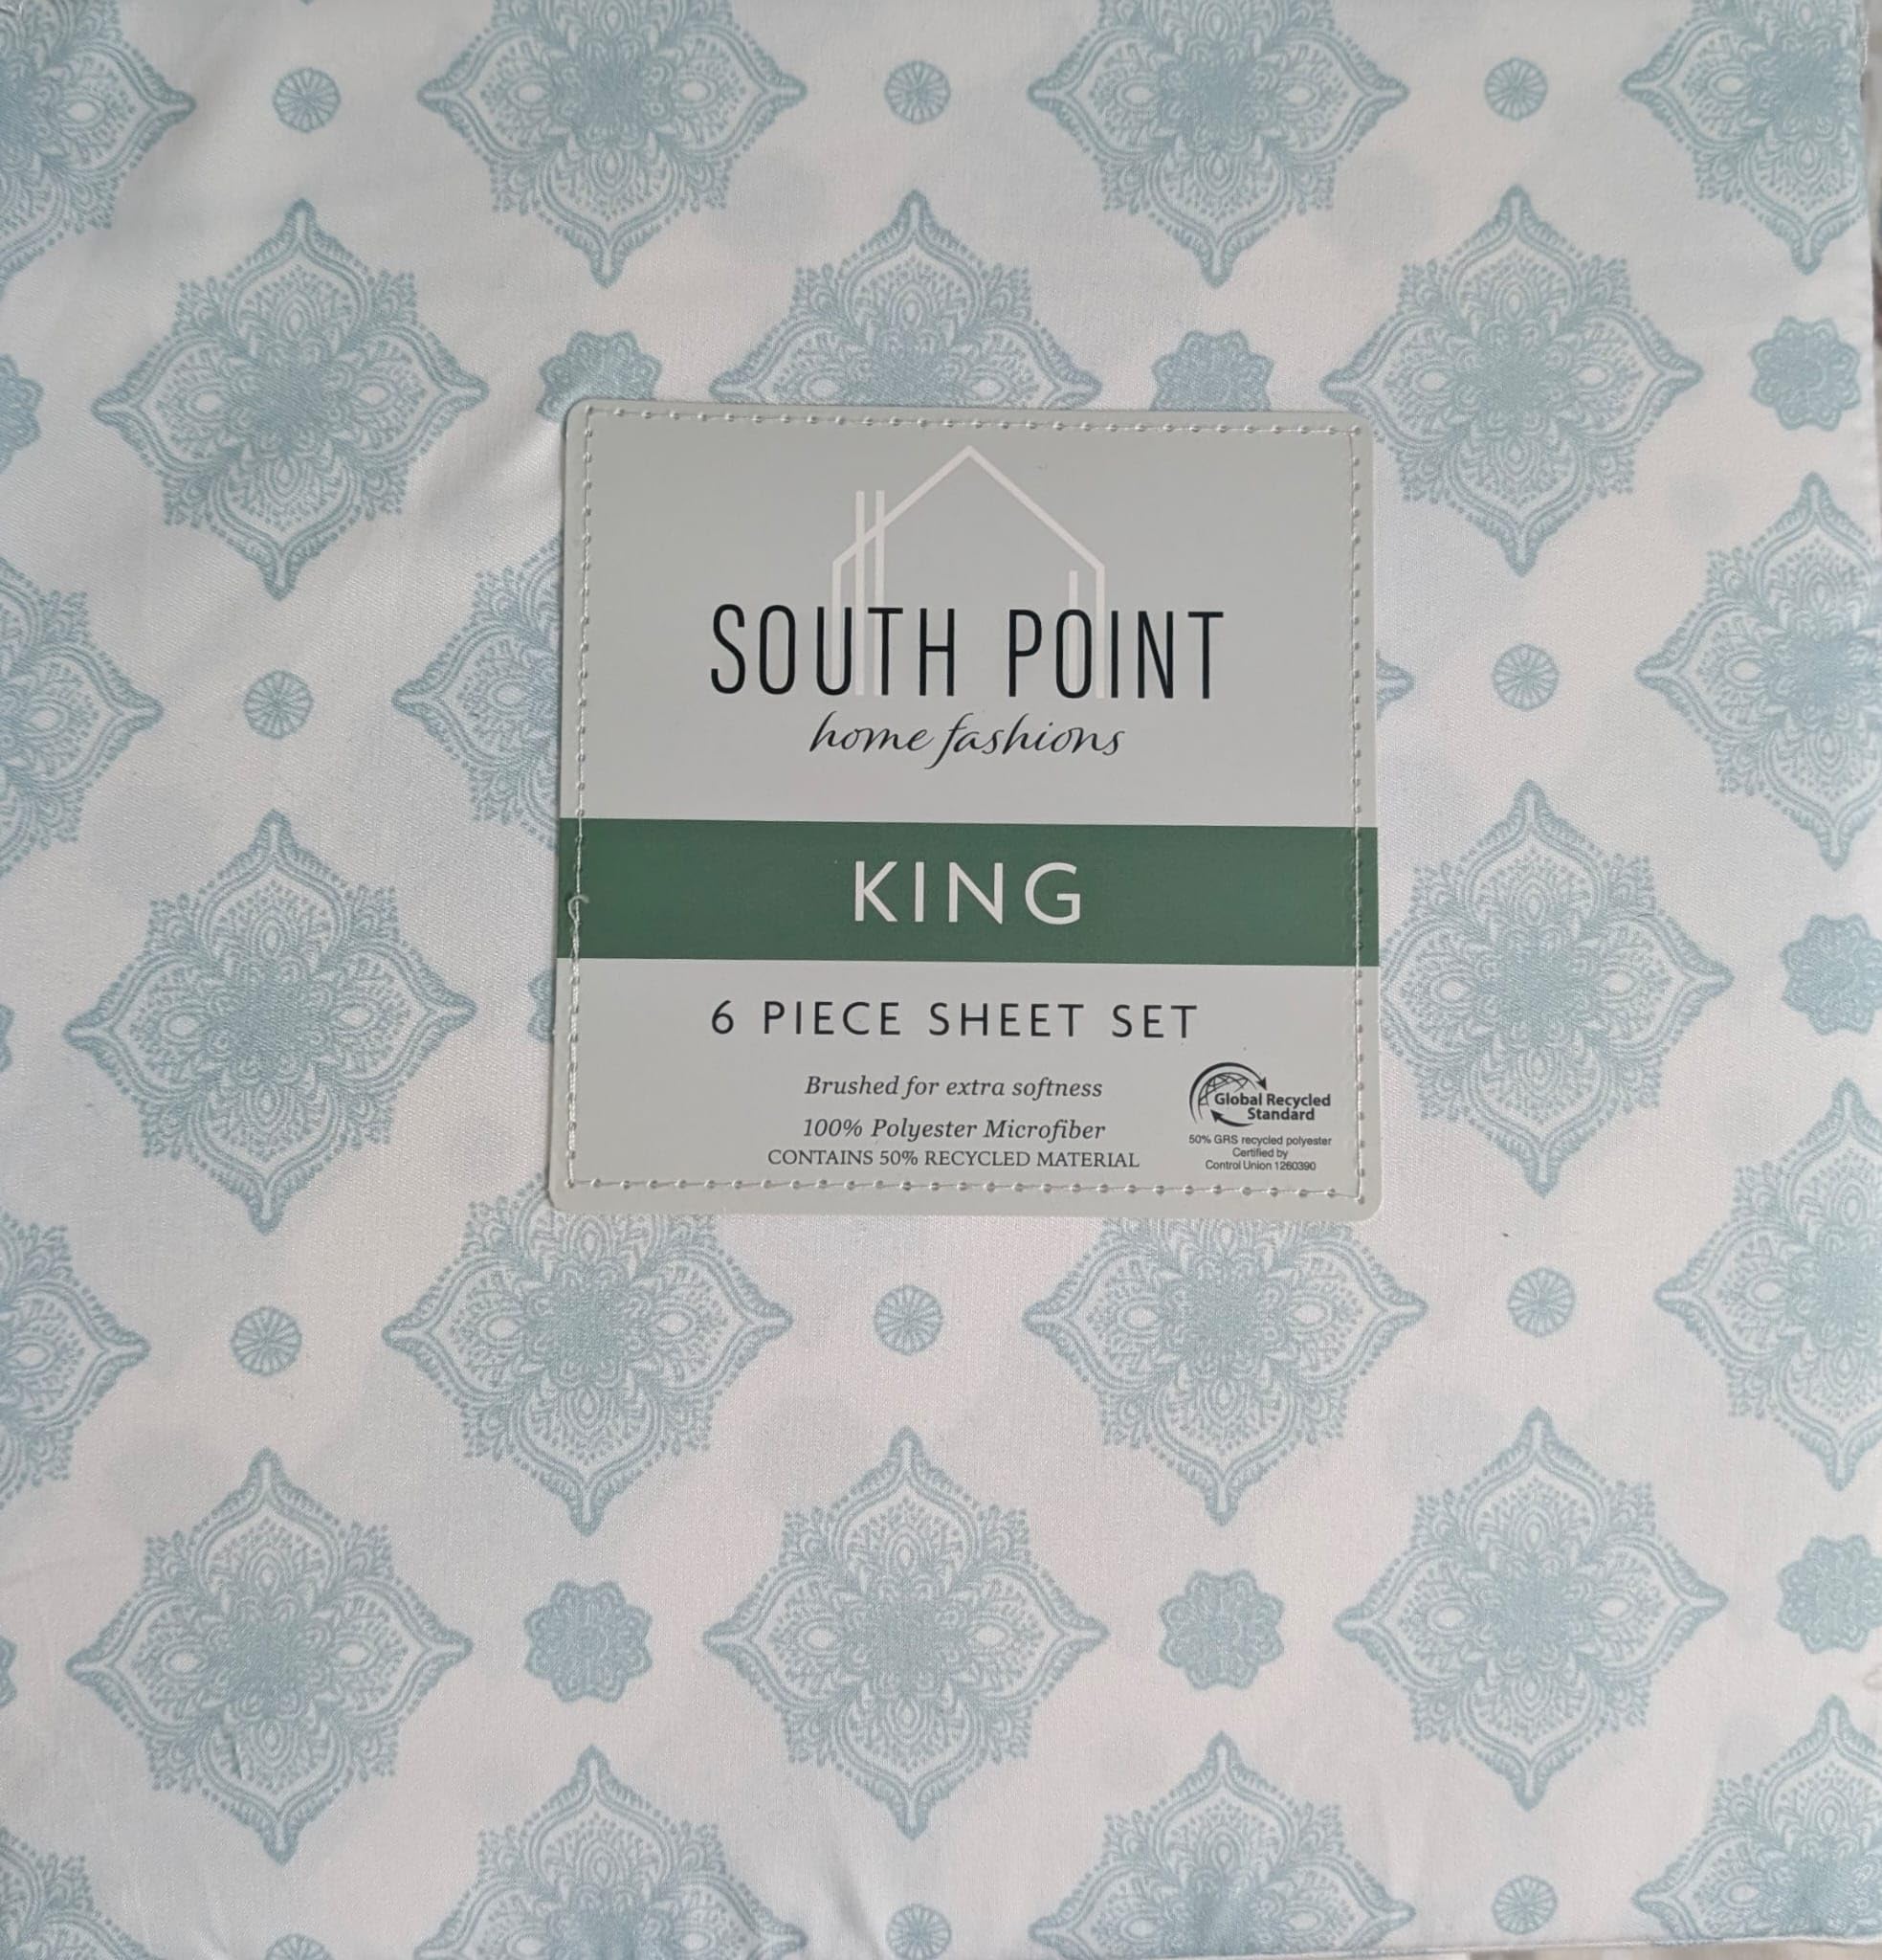 SOUTH POINT
home fashions
KING
6 PIECE SHEET SET
Brushed for extra softness
100% Polyester Microfiber
CONTAINS 50% RECYCLED MATERIAL
Global Recycled
Standard
50% GRS recycled polyester
Certified by
Control Union 1260390